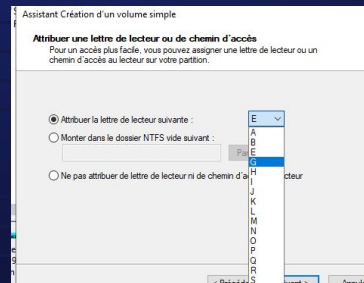 Assistant Création d'un volume simple
Attribuer une lettre de lecteur ou de chemin d'accès
Pour un accès plus facile, vous pouvez assigner une lettre de lecteur ou un
chemin d'accès au lecteur sur votre partition.
Attribuer la lettre de lecteur suivante :
E
Monter dans le dossier NTFS vide suivant :
Ne pas attribuer de lettre de lecteur ni de chemin d'a
cteur
A
B
E
G
H
I
J
K
L
M
N
O
P
Q
R
S